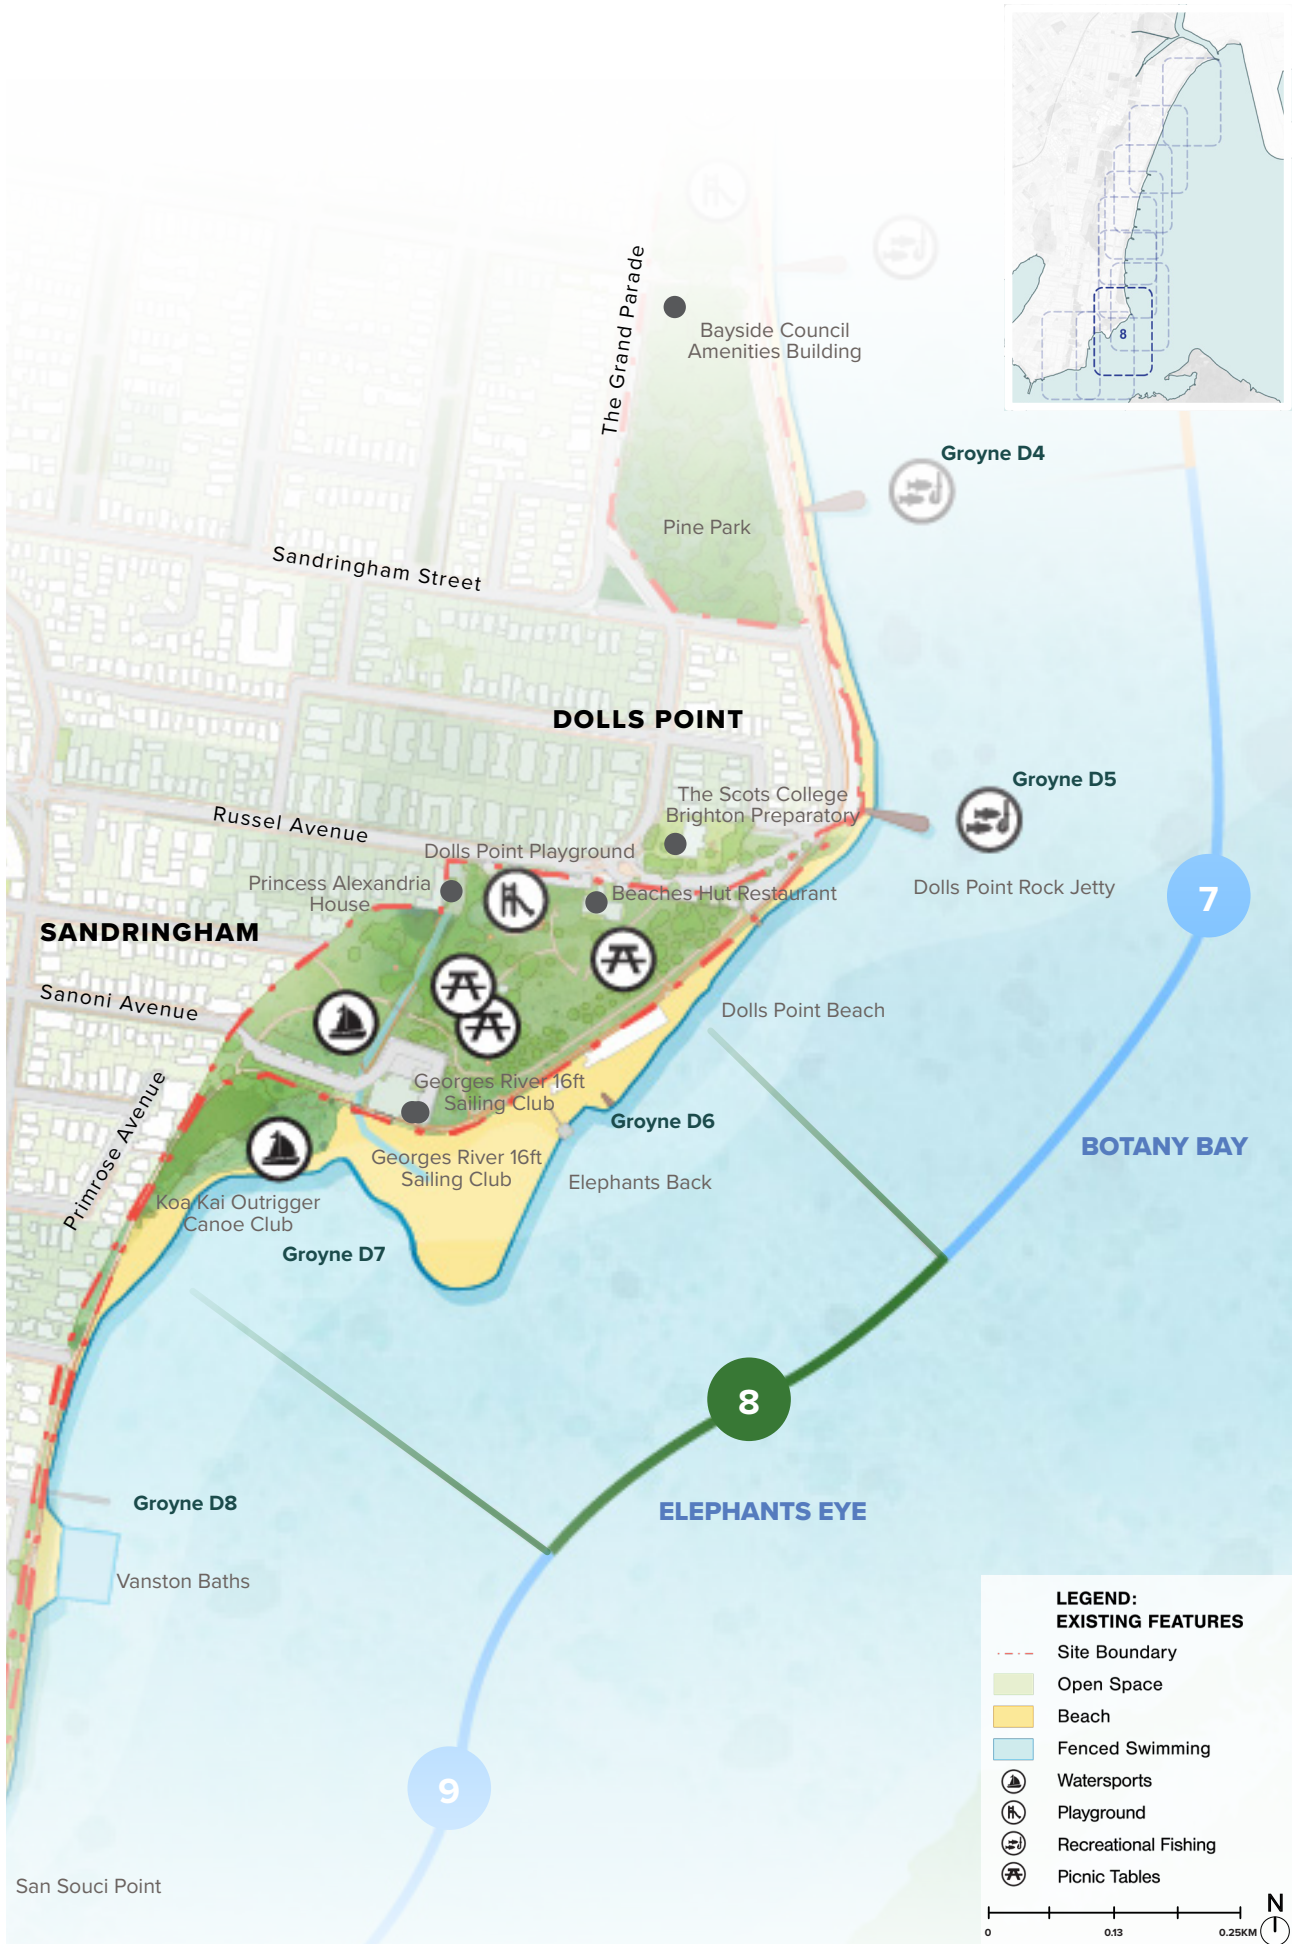 8
The Grand Parade
Bayside Council
Amenities Building
Groyne D4
Pine Park
Sandringham Street
DOLLS POINT
Groyne D5
The Scots College
Brighton Preparatory
Russel Avenue
Dolls Point Playground
Princess Alexandria
House
Beaches Hut Restaurant
Dolls Point Rock Jetty
7
SANDRINGHAM
Sanoni Avenue
Dolls Point Beach
Primrose Avenue
Georges River 16ft
Sailing Club
Groyne D6
BOTANY BAY
Georges River 16ft
Sailing Club
Elephants Back
Koa Kai Outrigger
Canoe Club
Groyne D7
8
Groyne D8
ELEPHANTS EYE
Vanston Baths
9
San Souci Point
LEGEND:
EXISTING FEATURES
Site Boundary
Open Space
Beach
Fenced Swimming
Watersports
Playground
Recreational Fishing
Picnic Tables
N
0 0.13 0.25KM